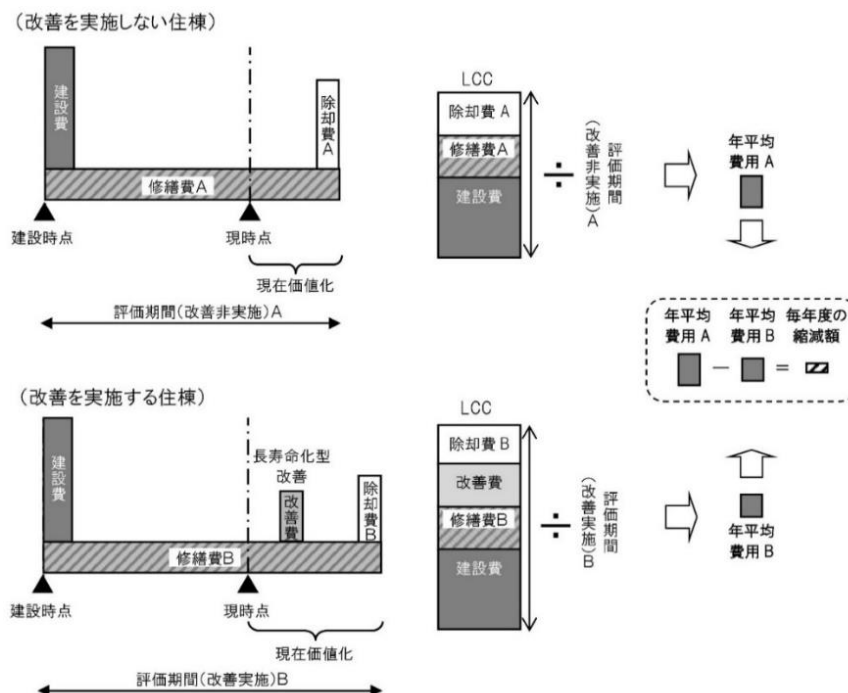 (改善を実施しない住棟)
建設費
除却費A
修繕費A
建設時点
現時点
現在価値化
評価期間(改善非実施)A
LCC
除却費 A
修繕費A
建設費
÷
評価期間
(改善非実施)A
年平均
費用 A
年平均 年平均 毎年度の
費用 A 費用B 縮減額
－ ＝
(改善を実施する住棟)
建設費
長寿命化型
改善
改善費
除却費B
修繕費B
建設時点
現時点
現在価値化
評価期間(改善実施)B
LCC
除却費 B
改善費
修繕費B
建設費
÷
評価期間
(改善実施)B
年平均
費用 B